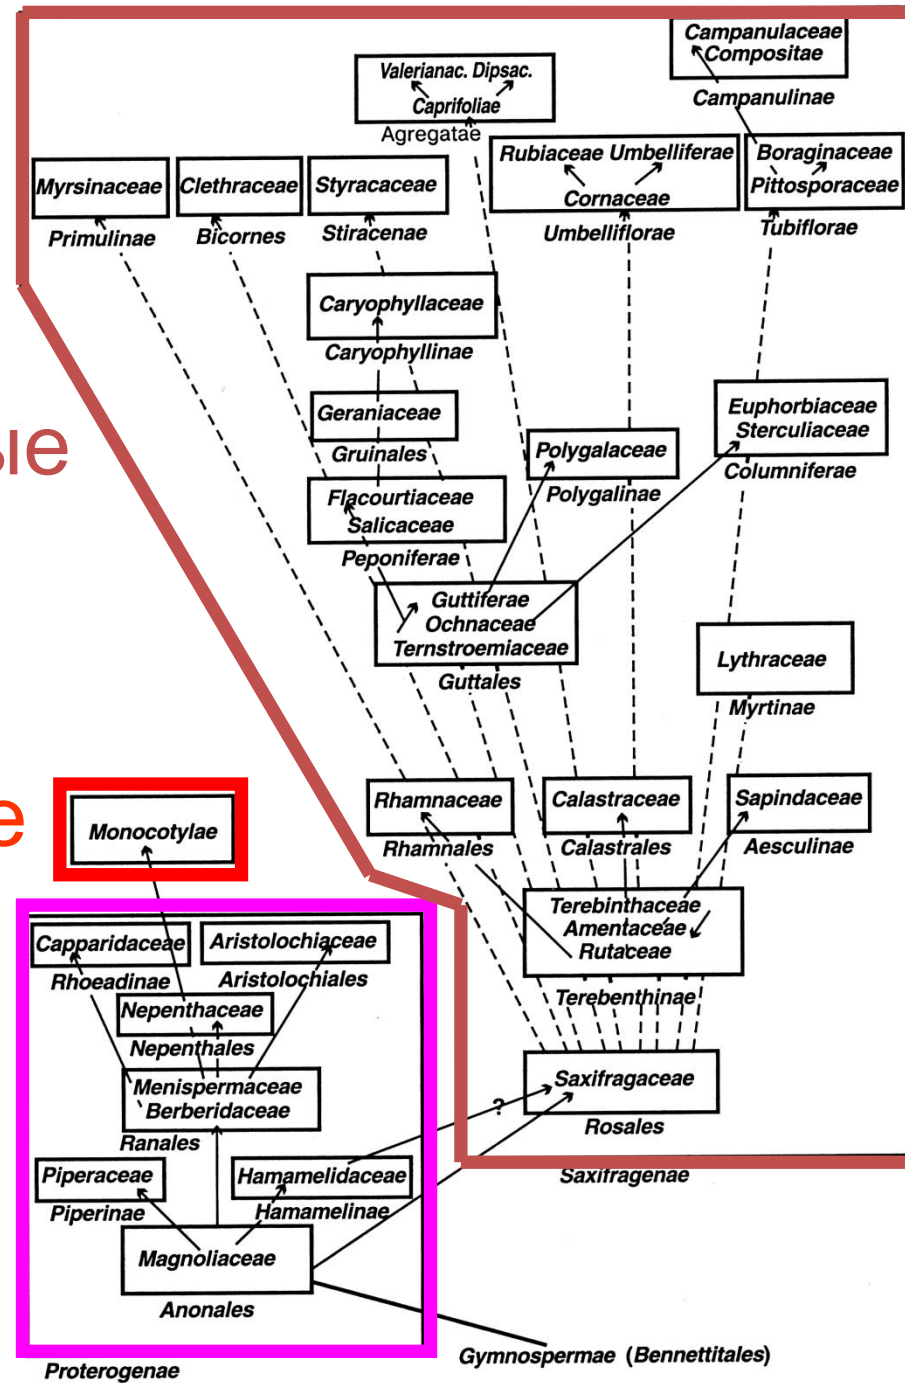 Campanulaceae
Compositae
Campanulinae
Valerianac. Dipsac.
Caprifoliae
Agregatae
Rubiaceae Umbelliferae
Cornaceae
Umbelliflorae
Boraginaceae
Pittosporaceae
Tubiflorae
Myrsinaceae
Primulinae
Clethraceae
Bicornes
Styracaceae
Stiracenae
Caryophyllaceae
Caryophyllinae
Geraniaceae
Gruinales
Euphorbiaceae
Sterculiaceae
Columniferae
ые
Polygalaceae
Polygalinae
Flacourtiaceae
Salicaceae
Peponiferae
Guttiferae
Ochnaceae
Ternstroemiaceae
Guttales
Lythraceae
Myrtinae
Rhamnaceae
Rhamnales
Calastraceae
Calastrales
Sapindaceae
Aesculinae
Monocotylae
е
Terebinthaceae
Amentaceae
Rutaceae
Terebenthinae
Capparidaceae
Rhoeadinae
Aristolochiaceae
Aristolochiales
Nepenthaceae
Nepenthales
Menispermaceae
Berberidaceae
Ranales
Saxifragaceae
Rosales
?
Saxifragenae
Piperaceae
Piperinae
Hamamelidaceae
Hamamelinae
Magnoliaceae
Anonales
Gymnospermae (Bennettitales)
Proterogenae